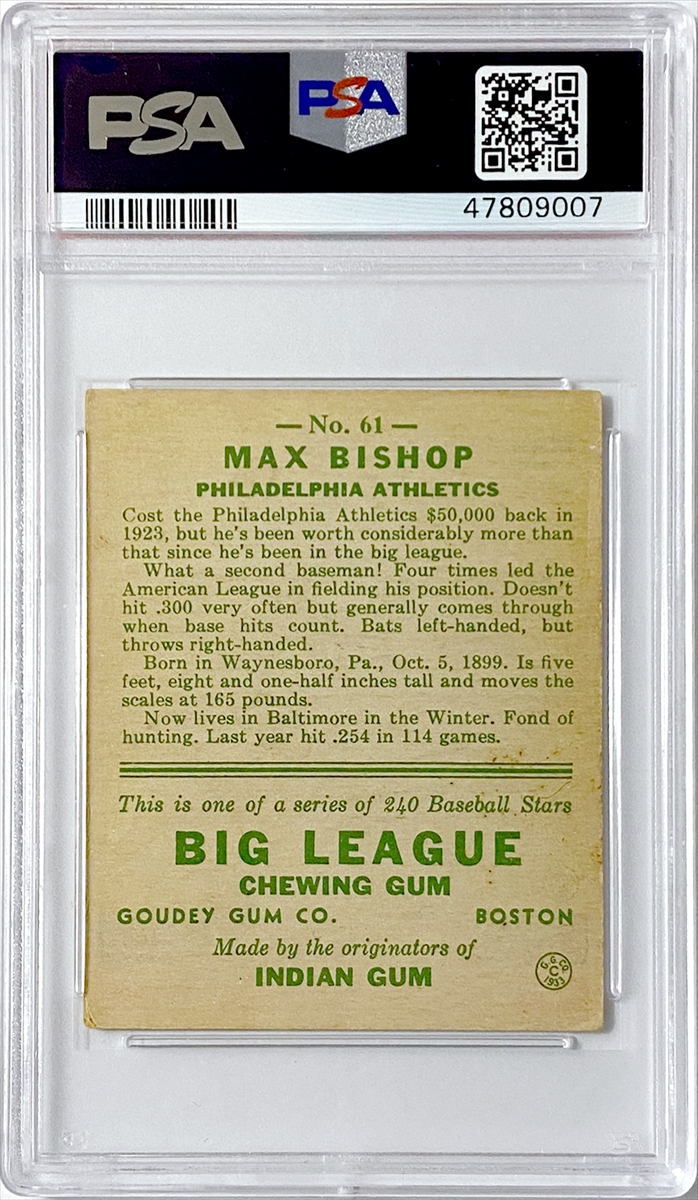 PSA
PSA
47809007
— No. 61 —
MAX BISHOP
PHILADELPHIA ATHLETICS
Cost the Philadelphia Athletics $50,000 back in
1923, but he's been worth considerably more than
that since he's been in the big league.
What a second baseman! Four times led the
American League in fielding his position. Doesn't
hit .300 very often but generally comes through
when base hits count. Bats left-handed, but
throws right-handed.
Born in Waynesboro, Pa., Oct. 5, 1899. Is five
feet, eight and one-half inches tall and moves the
scales at 165 pounds.
Now lives in Baltimore in the Winter. Fond of
hunting. Last year hit .254 in 114 games.
This is one of a series of 240 Baseball Stars
BIG LEAGUE
CHEWING GUM
GOUDEY GUM CO. BOSTON
Made by the originators of
INDIAN GUM
G. G. CO.
C
1933